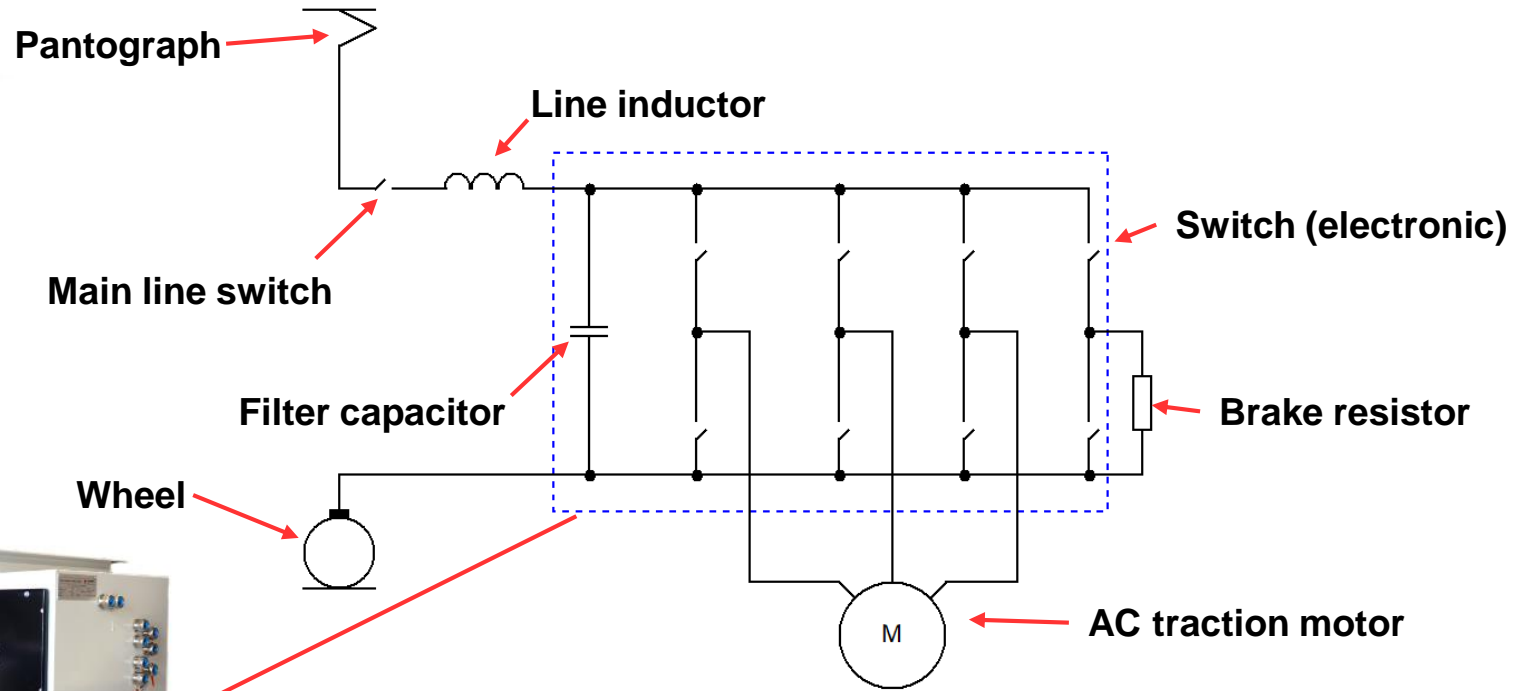 Pantograph
Line inductor
Switch (electronic)
Main line switch
Filter capacitor
Brake resistor
Wheel
AC traction motor
M